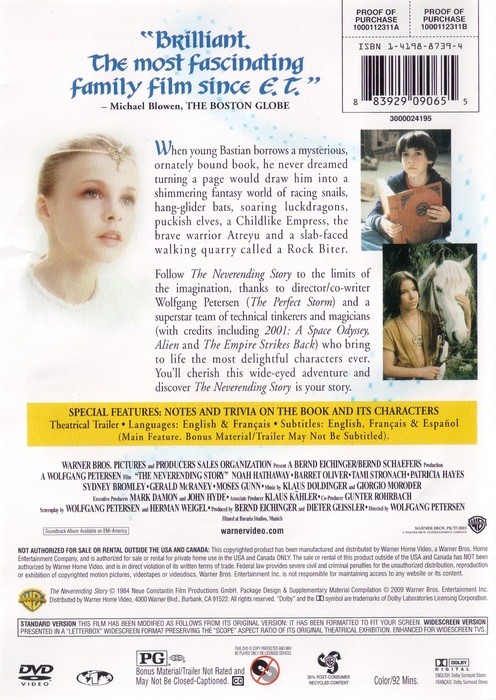 "Brilliant.
The most fascinating
family film since E.T."
– Michael Blowen, THE BOSTON GLOBE
PROOF OF
PURCHASE
1000112311A
PROOF OF
PURCHASE
1000112311B
ISBN 1-4198-8739-4
8 83929 09065 5
3000024195
When young Bastian borrows a mysterious,
ornately bound book, he never dreamed
turning a page would draw him into a
shimmering fantasy world of racing snails,
hang-glider bats, soaring luckdragons,
puckish elves, a Childlike Empress, the
brave warrior Atreyu and a slab-faced
walking quarry called a Rock Biter.
Follow The Neverending Story to the limits of
the imagination, thanks to director/co-writer
Wolfgang Petersen (The Perfect Storm) and a
superstar team of technical tinkerers and magicians
(with credits including 2001: A Space Odyssey,
Alien and The Empire Strikes Back) who bring
to life the most delightful characters ever.
You'll cherish this wide-eyed adventure and
discover The Neverending Story is your story.
SPECIAL FEATURES: NOTES AND TRIVIA ON THE BOOK AND ITS CHARACTERS
Theatrical Trailer • Languages: English & Français • Subtitles: English, Français & Español
(Main Feature. Bonus Material/Trailer May Not Be Subtitled).
WARNER BROS. PICTURES and PRODUCERS SALES ORGANIZATION Present A BERND EICHINGER/BERND SCHAEFERS Production
A WOLFGANG PETERSEN Film "THE NEVERENDING STORY" NOAH HATHAWAY • BARRET OLIVER • TAMI STRONACH • PATRICIA HAYES
SYDNEY BROMLEY • GERALD McRANEY • MOSES GUNN • Music by KLAUS DOLDINGER and GIORGIO MORODER
Executive Producers MARK DAMON and JOHN HYDE • Associate Producer KLAUS KÄHLER • Co-Producer GUNTER ROHRBACH
Screenplay by WOLFGANG PETERSEN and HERMAN WEIGEL • Produced by BERND EICHINGER and DIETER GEISSLER • Directed by WOLFGANG PETERSEN
Filmed at Bavaria Studios, Munich
Soundtrack Album Available on EMI-America
warnervideo.com
WARNER BROS. PICTURES
NOT AUTHORIZED FOR SALE OR RENTAL OUTSIDE THE USA AND CANADA: This copyrighted product has been manufactured and distributed by Warner Home Video, a Warner Bros. Home
Entertainment Company, and is authorized for sale or rental for private home use in the USA and Canada ONLY. The sale or rental of this product outside the USA and Canada has NOT been
authorized by Warner Home Video, and is in direct violation of its written terms of trade. Federal law provides severe civil and criminal penalties for the unauthorized distribution, reproduction
or exhibition of copyrighted motion pictures, videotapes or videodiscs. Warner Bros. Entertainment Inc. is not responsible for maintaining access to any website or its content.
The Neverending Story © 1984 Neue Constantin Film Productions GmbH. Package Design & Supplementary Material Compilation © 2009 Warner Bros. Entertainment Inc.
Distributed by Warner Home Video, 4000 Warner Blvd., Burbank, CA 91522. All rights reserved. "Dolby" and the DD symbol are trademarks of Dolby Laboratories Licensing Corporation.
STANDARD VERSION THIS FILM HAS BEEN MODIFIED AS FOLLOWS FROM ITS ORIGINAL VERSION: IT HAS BEEN FORMATTED TO FIT YOUR SCREEN. WIDESCREEN VERSION
PRESENTED IN A "LETTERBOX" WIDESCREEN FORMAT PRESERVING THE "SCOPE" ASPECT RATIO OF ITS ORIGINAL THEATRICAL EXHIBITION. ENHANCED FOR WIDESCREEN TVS.
DVD
VIDEO
PG
Bonus Material/Trailer Not Rated and
May Not Be Closed-Captioned. CC
30% POST-CONSUMER
RECYCLED CONTENT
Color/92 Mins.
DOLBY
DIGITAL
ENGLISH: Dolby Surround Stereo
FRANÇAIS: Dolby Surround Stereo